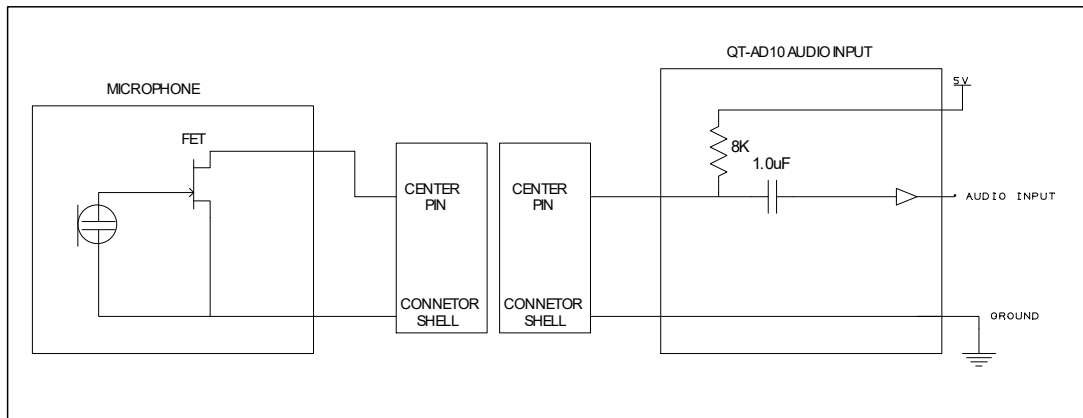 QT-AD10 AUDIO INPUT
MICROPHONE
5V
FET
8K
1.0uF
CENTER
PIN
CENTER
PIN
AUDIO INPUT
CONNETOR
SHELL
CONNETOR
SHELL
GROUND